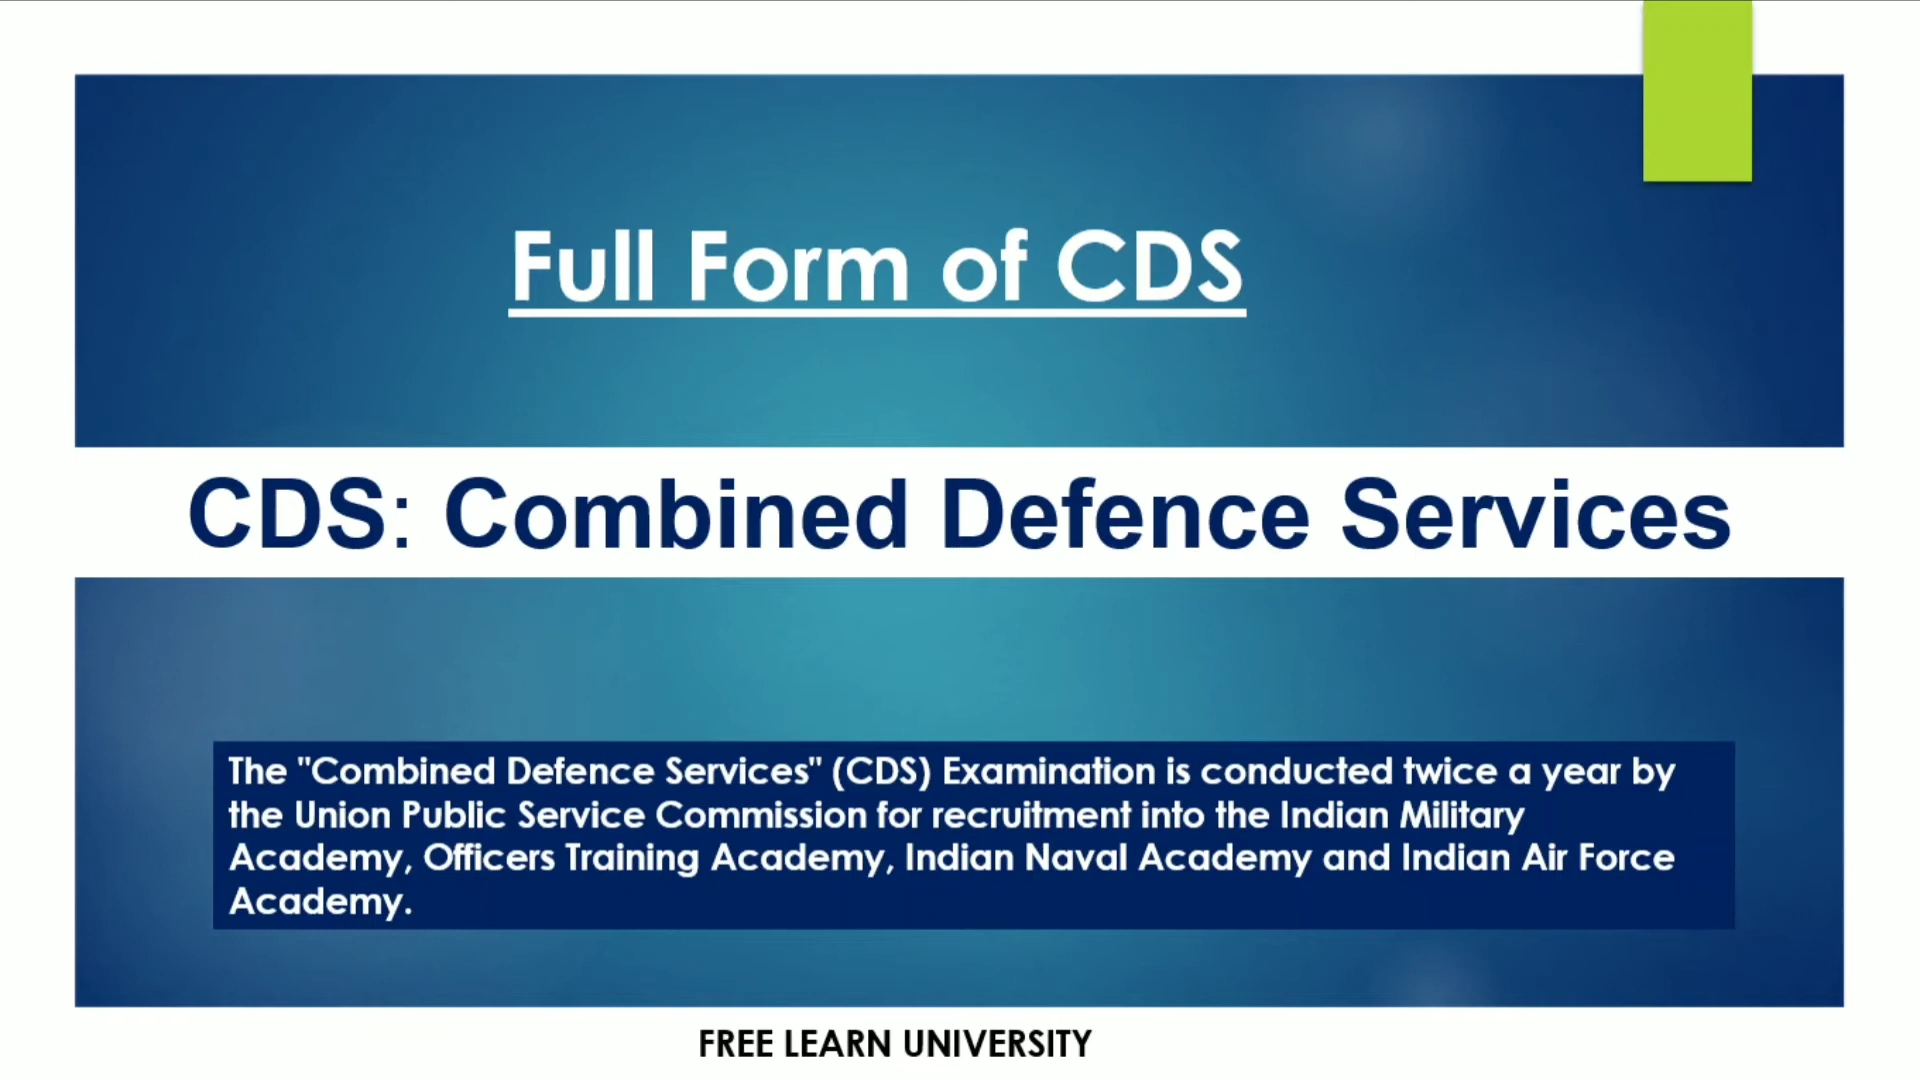 Full Form of CDS
CDS: Combined Defence Services
The "Combined Defence Services" (CDS) Examination is conducted twice a year by
the Union Public Service Commission for recruitment into the Indian Military
Academy, Officers Training Academy, Indian Naval Academy and Indian Air Force
Academy.
FREE LEARN UNIVERSITY